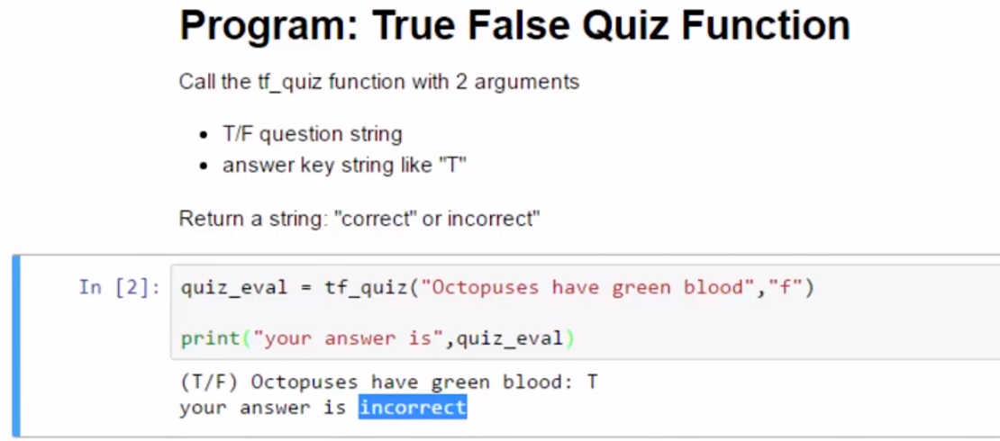 Program: True False Quiz Function
Call the tf_quiz function with 2 arguments
• T/F question string
• answer key string like "T"
Return a string: "correct" or incorrect"
In [2]: quiz_eval = tf_quiz("Octopuses have green blood","f")
print("your answer is",quiz_eval)
(T/F) Octopuses have green blood: T
your answer is incorrect